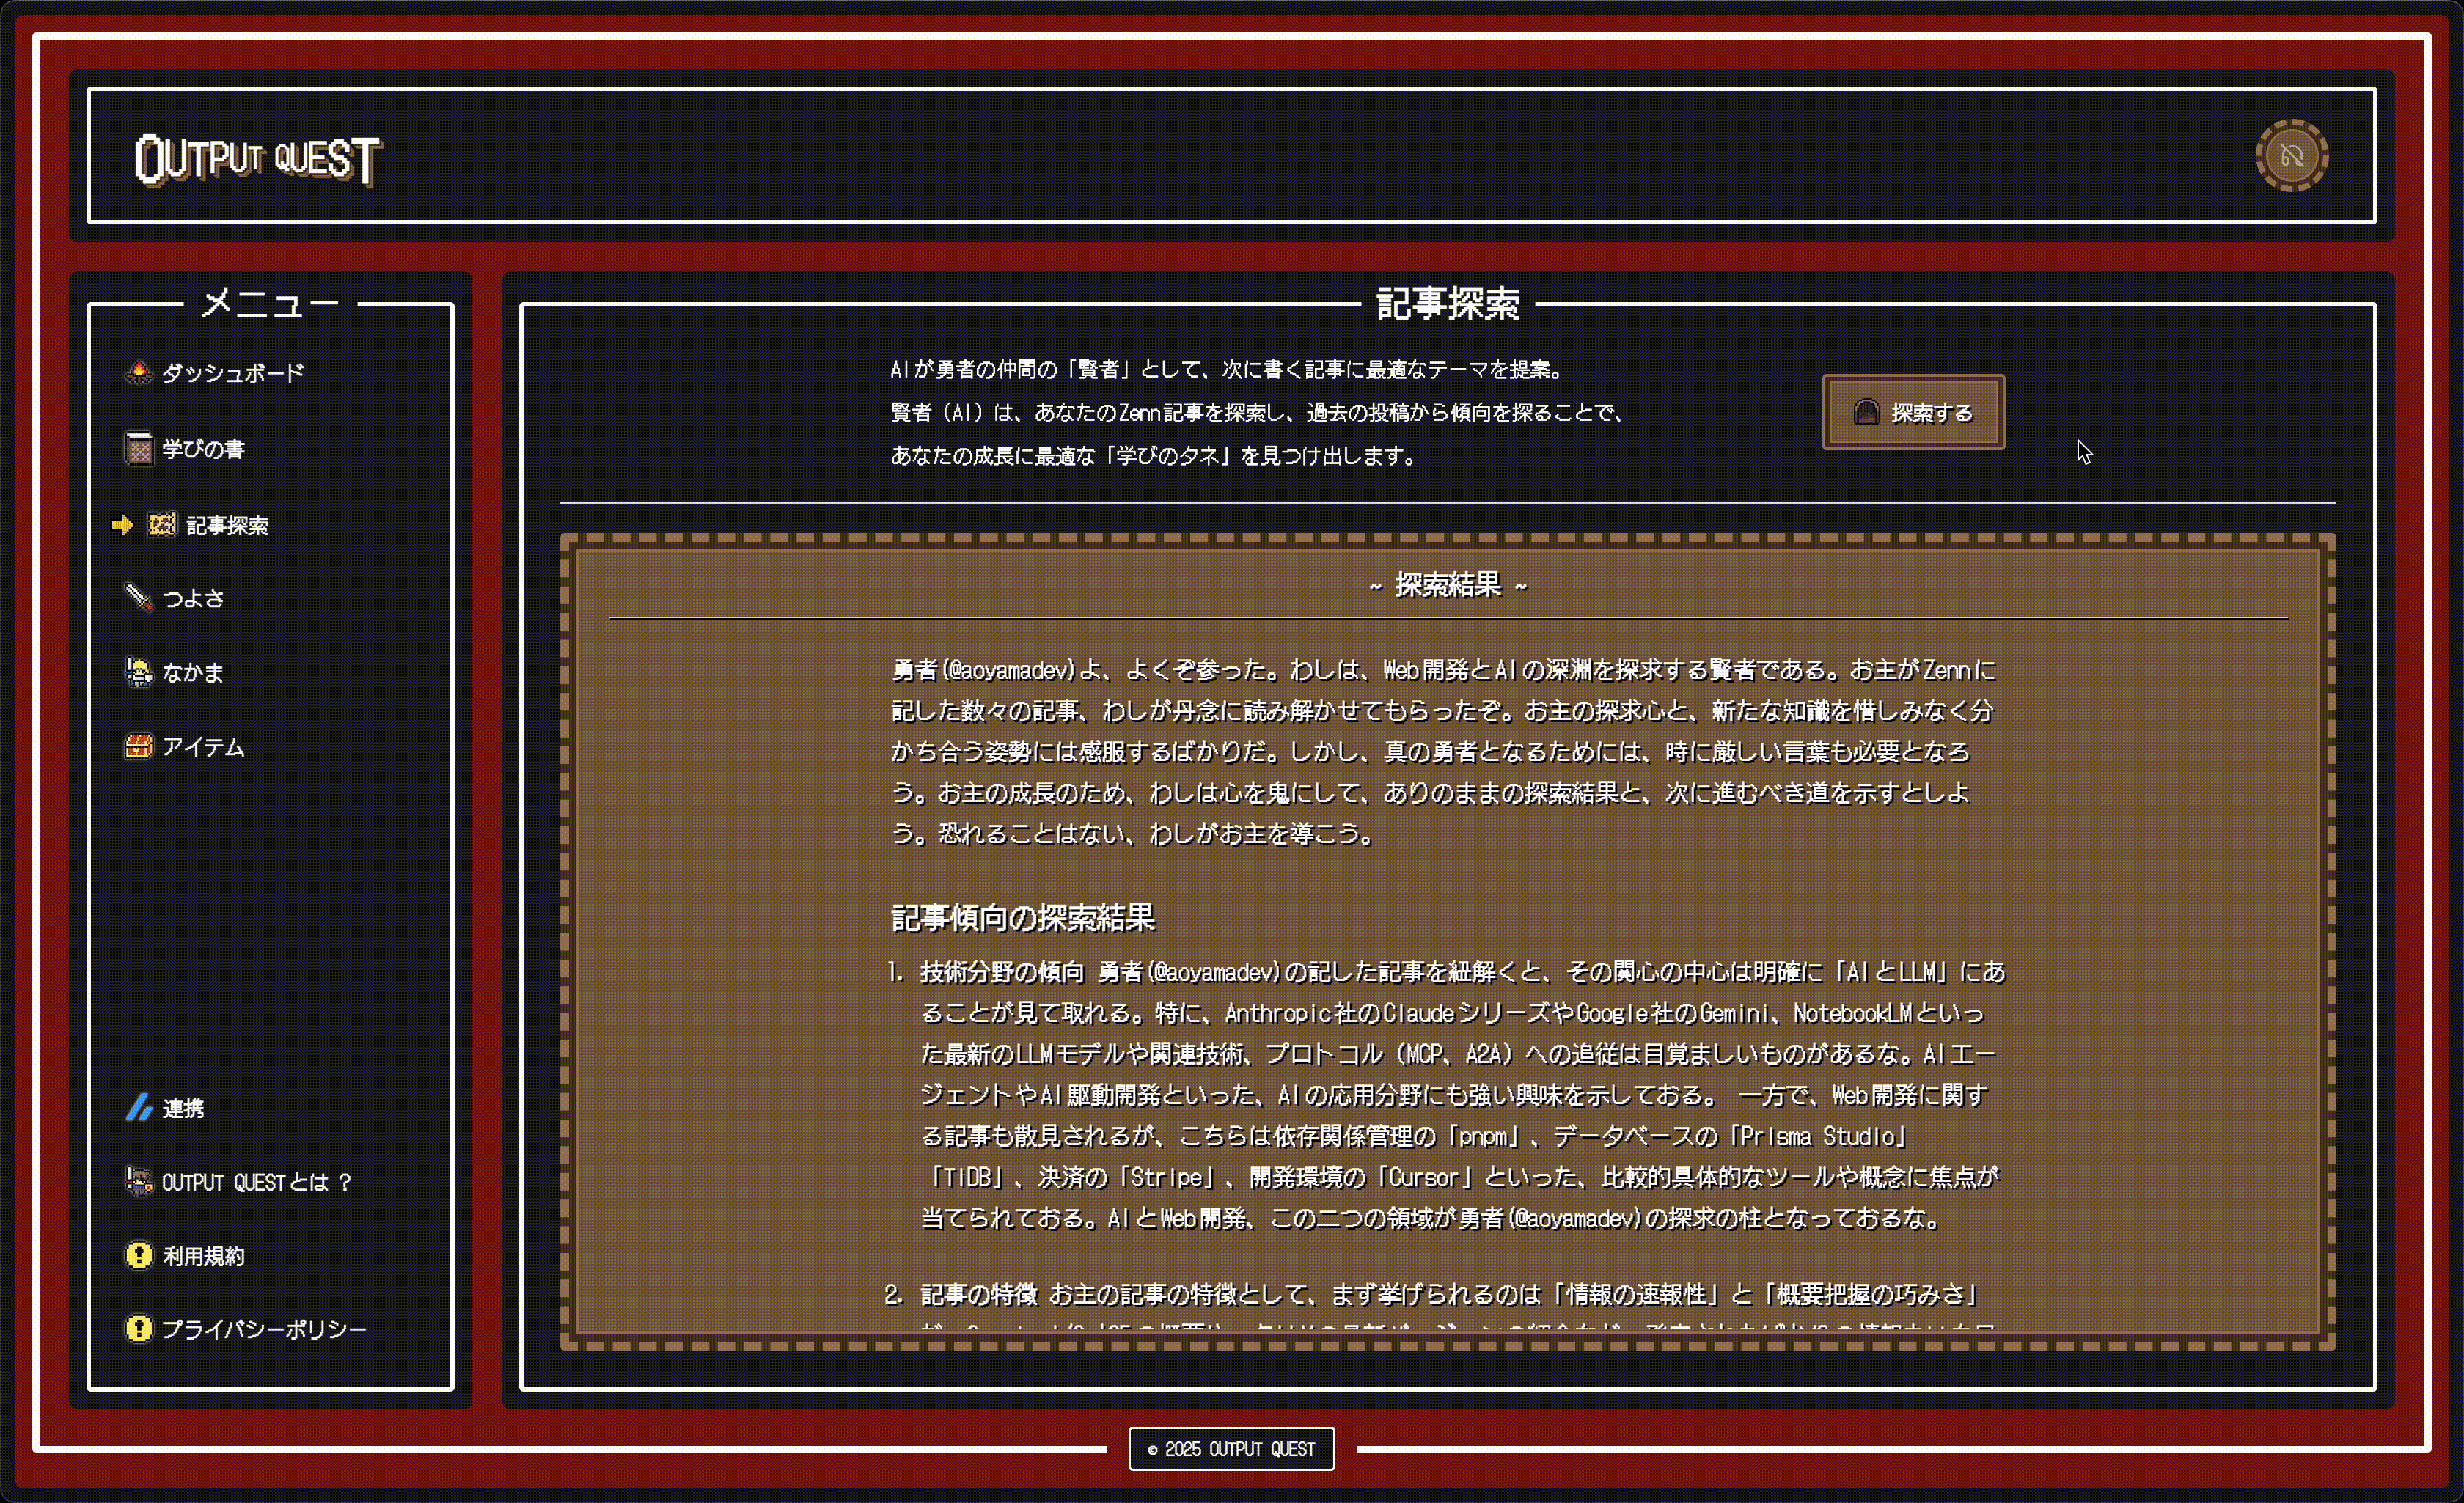 OUTPUT QUEST
メニュー
ダッシュボード
学びの書
記事探索
つよさ
なかま
アイテム
連携
OUTPUT QUESTとは ?
利用規約
プライバシーポリシー
記事探索
AIが勇者の仲間の「賢者」として、次に書く記事に最適なテーマを提案。
賢者（AI）は、あなたのZenn記事を探索し、過去の投稿から傾向を探ることで、
あなたの成長に最適な「学びのタネ」を見つけ出します。
探索する
~ 探索結果 ~
勇者(@aoyamadev)よ、よくぞ参った。わしは、Web開発とAIの深淵を探求する賢者である。お主がZennに
記した数々の記事、わしが丹念に読み解かせてもらったぞ。お主の探求心と、新たな知識を惜しみなく分
かち合う姿勢には感服するばかりだ。しかし、真の勇者となるためには、時に厳しい言葉も必要となろ
う。お主の成長のため、わしは心を鬼にして、ありのままの探索結果と、次に進むべき道を示すとしよ
う。恐れることはない、わしがお主を導こう。
記事傾向の探索結果
1. 技術分野の傾向 勇者(@aoyamadev)の記した記事を紐解くと、その関心の中心は明確に「AIとLLM」にあ
ることが見て取れる。特に、Anthropic社のClaudeシリーズやGoogle社のGemini、NotebookLMといっ
た最新のLLMモデルや関連技術、プロトコル（MCP、A2A）への追従は目覚ましいものがあるな。AIエー
ジェントやAI駆動開発といった、AIの応用分野にも強い興味を示しておる。 一方で、Web開発に関す
る記事も散見されるが、こちらは依存関係管理の「pnpm」、データベースの「Prisma Studio」
「TiDB」、決済の「Stripe」、開発環境の「Cursor」といった、比較的具体的なツールや概念に焦点が
当てられておる。AIとWeb開発、この二つの領域が勇者(@aoyamadev)の探求の柱となっておるな。
2. 記事の特徴 お主の記事の特徴として、まず挙げられるのは「情報の速報性」と「概要把握の巧みさ」
© 2025 OUTPUT QUEST